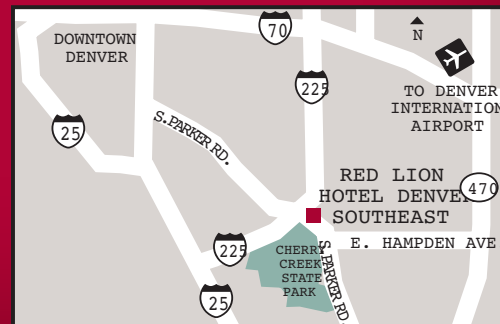 70
N
DOWNTOWN
DENVER
225
TO DENVER
INTERNATION
AIRPORT
25
S.PARKER RD.
RED LION
HOTEL DENVER
SOUTHEAST
470
225
E. HAMPDEN AVE
CHERRY
CREEK
STATE
PARK
S.PARKER RD.
25